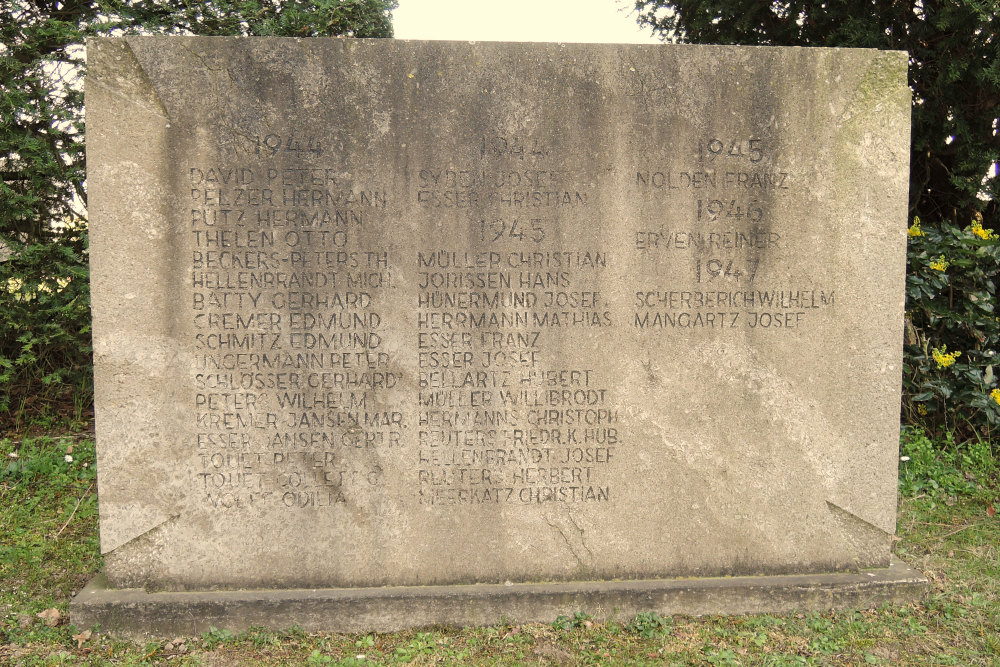 1944
DAVID PETER
PELZER HERMANN
PÜTZ HERMANN
THELEN OTTO
BECKERS-PETERS TH.
HELLENBRANDT MICH.
BATTY GERHARD
CREMER EDMUND
SCHMITZ EDMUND
UNGERMANN PETER
SCHLÖSSER GERHARD
PETERS WILHELM
KREMER JANSEN MAR.
ESSER JANSEN GERTR.
TOUET PETER
TOUET
ODILIA
1944
SYBEN JOSEF
ESSER CHRISTIAN
1945
MÜLLER CHRISTIAN
JORISSEN HANS
HÜNERMUND JOSEF
HERRMANN MATHIAS
ESSER FRANZ
ESSER JOSEF
BELLARTZ HUBERT
MÜLLER WILLIBRODT
HERMANNS CHRISTOPH
REUTERS FRIEDR. K. HUB.
HELLENBRANDT JOSEF
REUTERS HERBERT
MEERKATZ CHRISTIAN
1945
NOLDEN FRANZ
1946
ERVEN REINER
1947
SCHERBERICH WILHELM
MANGARTZ JOSEF